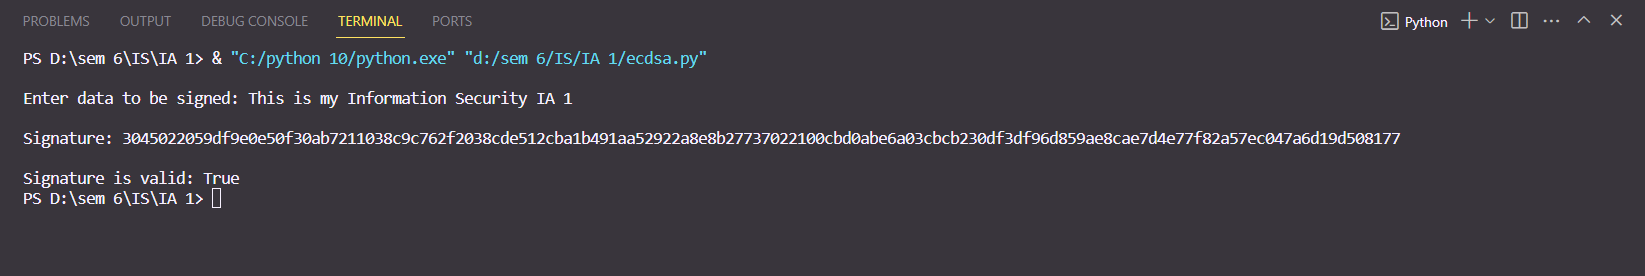 PROBLEMS OUTPUT DEBUG CONSOLE TERMINAL PORTS Python
PS D:\sem 6\IS\IA 1> & "C:/python 10/python.exe" "d:/sem 6/IS/IA 1/ecdsa.py"
Enter data to be signed: This is my Information Security IA 1
Signature: 3045022059df9e0e50f30ab7211038c9c762f2038cde512cba1b491aa52922a8e8b27737022100cbd0abe6a03cbcb230df3df96d859ae8cae7d4e77f82a57ec047a6d19d508177
Signature is valid: True
PS D:\sem 6\IS\IA 1>